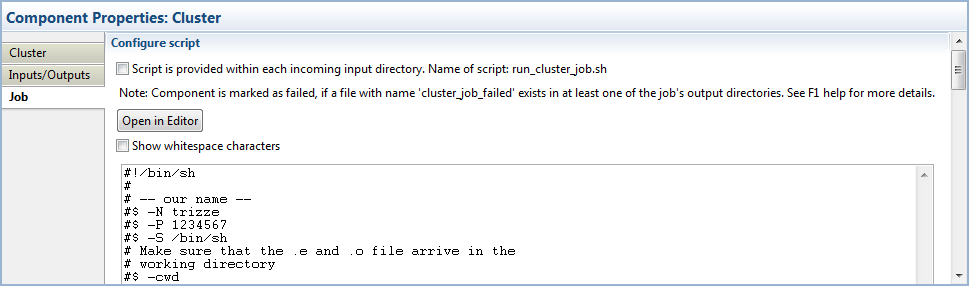 Component Properties: Cluster
Cluster
Inputs/Outputs
Job
Configure script
Script is provided within each incoming input directory. Name of script: run_cluster_job.sh
Note: Component is marked as failed, if a file with name 'cluster_job_failed' exists in at least one of the job's output directories. See F1 help for more details.
Open in Editor
Show whitespace characters
#!/bin/sh
#
# -- our name --
#$ -N trizze
#$ -P 1234567
#$ -S /bin/sh
# Make sure that the .e and .o file arrive in the
# working directory
#$ -cwd